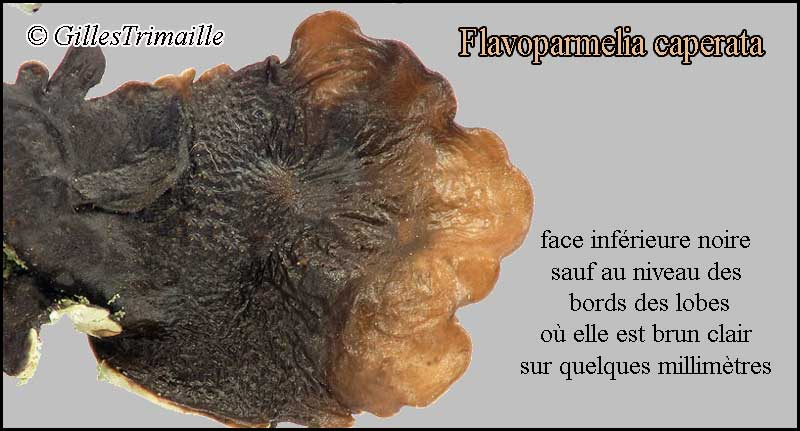 © GillesTrimaille
Flavoparmelia caperata
face inférieure noire
sauf au niveau des
bords des lobes
où elle est brun clair
sur quelques millimètres